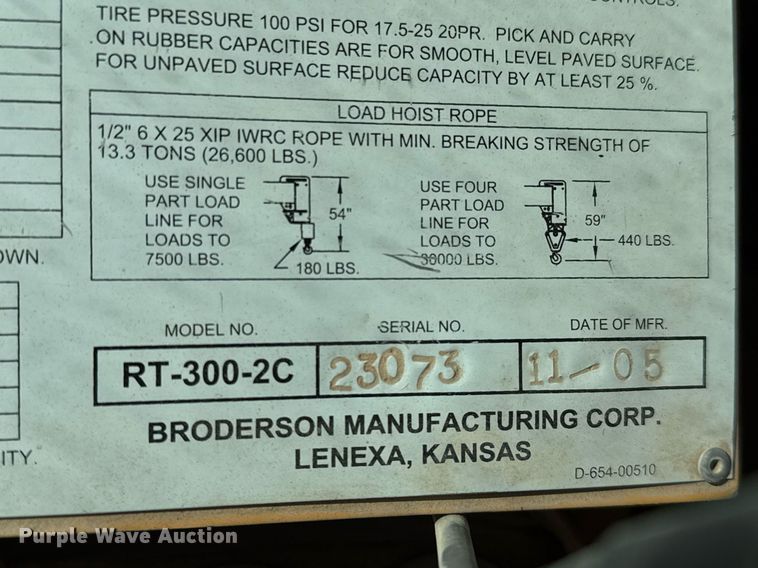 CONTROLS.
TIRE PRESSURE 100 PSI FOR 17.5-25 20PR. PICK AND CARRY
ON RUBBER CAPACITIES ARE FOR SMOOTH, LEVEL PAVED SURFACE.
FOR UNPAVED SURFACE REDUCE CAPACITY BY AT LEAST 25 %.
LOAD HOIST ROPE
1/2" 6 X 25 XIP IWRC ROPE WITH MIN. BREAKING STRENGTH OF
13.3 TONS (26,600 LBS.)
USE SINGLE
PART LOAD
LINE FOR
LOADS TO
7500 LBS.
54"
180 LBS.
USE FOUR
PART LOAD
LINE FOR
LOADS TO
30000 LBS.
59"
440 LBS.
OWN.
MODEL NO. SERIAL NO. DATE OF MFR.
RT-300-2C 23073 11-05
BRODERSON MANUFACTURING CORP.
LENEXA, KANSAS
ITY.
D-654-00510
Purple Wave Auction